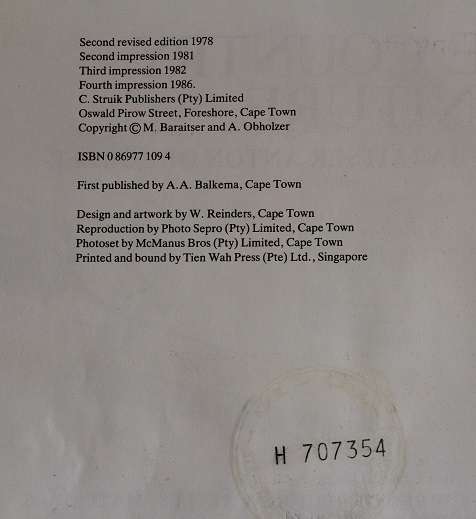 Second revised edition 1978
Second impression 1981
Third impression 1982
Fourth impression 1986.
C. Struik Publishers (Pty) Limited
Oswald Pirow Street, Foreshore, Cape Town
Copyright © M. Baraitser and A. Obholzer
ISBN 0 86977 109 4
First published by A.A. Balkema, Cape Town
Design and artwork by W. Reinders, Cape Town
Reproduction by Photo Sepro (Pty) Limited, Cape Town
Photoset by McManus Bros (Pty) Limited, Cape Town
Printed and bound by Tien Wah Press (Pte) Ltd., Singapore
H 707354